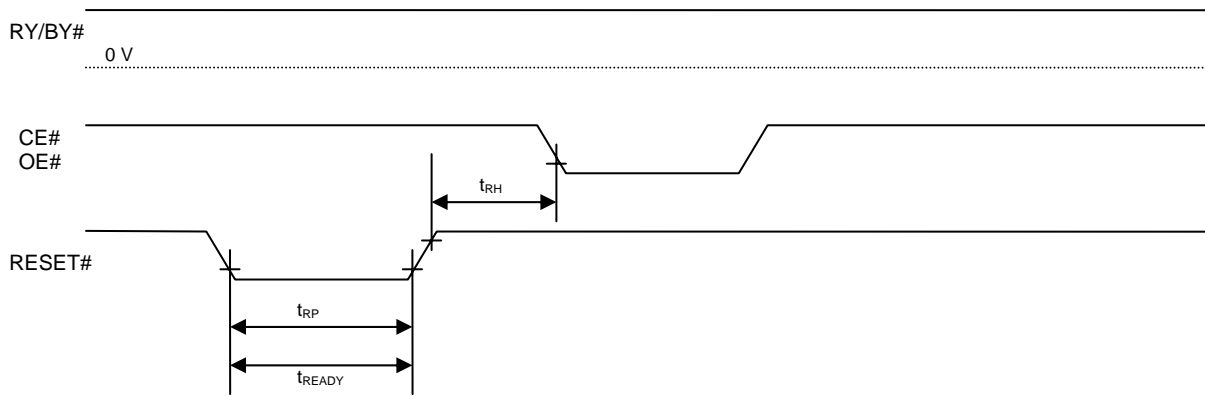 RY/BY#
0 V
CE#
OE#
tRH
RESET#
tRP
tREADY